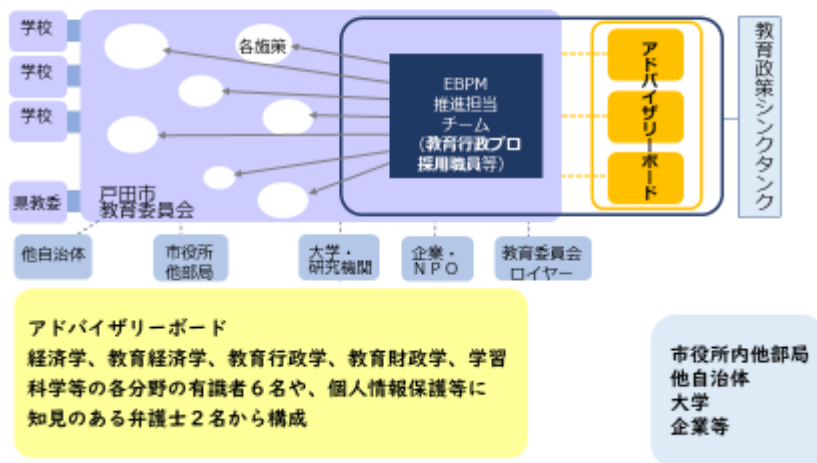 学校
学校
学校
県教委
戸田市
教育委員会
各施策
EBPM
推進担当
チーム
（教育行政プロ
採用職員等）
アドバイザリーボード
教育政策シンクタンク
他自治体
市役所
他部局
大学・
研究機関
企業・
ＮＰＯ
教育委員会
ロイヤー
アドバイザリーボード
経済学、教育経済学、教育行政学、教育財政学、学習
科学等の各分野の有識者６名や、個人情報保護等に
知見のある弁護士２名から構成
市役所内他部局
他自治体
大学
企業等